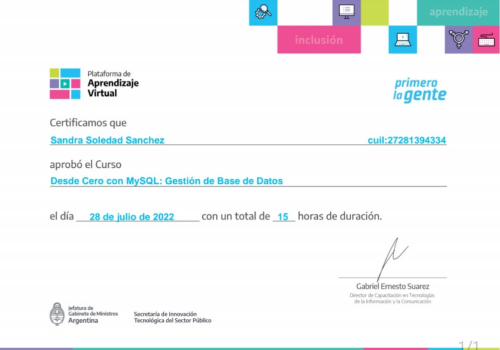 aprendizaje
inclusión
Plataforma de
Aprendizaje
Virtual
primero
la gente
Certificamos que
Sandra Soledad Sanchez cuil:27281394334
aprobó el Curso
Desde Cero con MySQL: Gestión de Base de Datos
el día 28 de julio de 2022 con un total de 15 horas de duración.
Gabriel Ernesto Suarez
Director de Capacitación en Tecnologías
de la Información y la Comunicación
Jefatura de
Gabinete de Ministros
Argentina
Secretaría de Innovación
Tecnológica del Sector Público
1/1